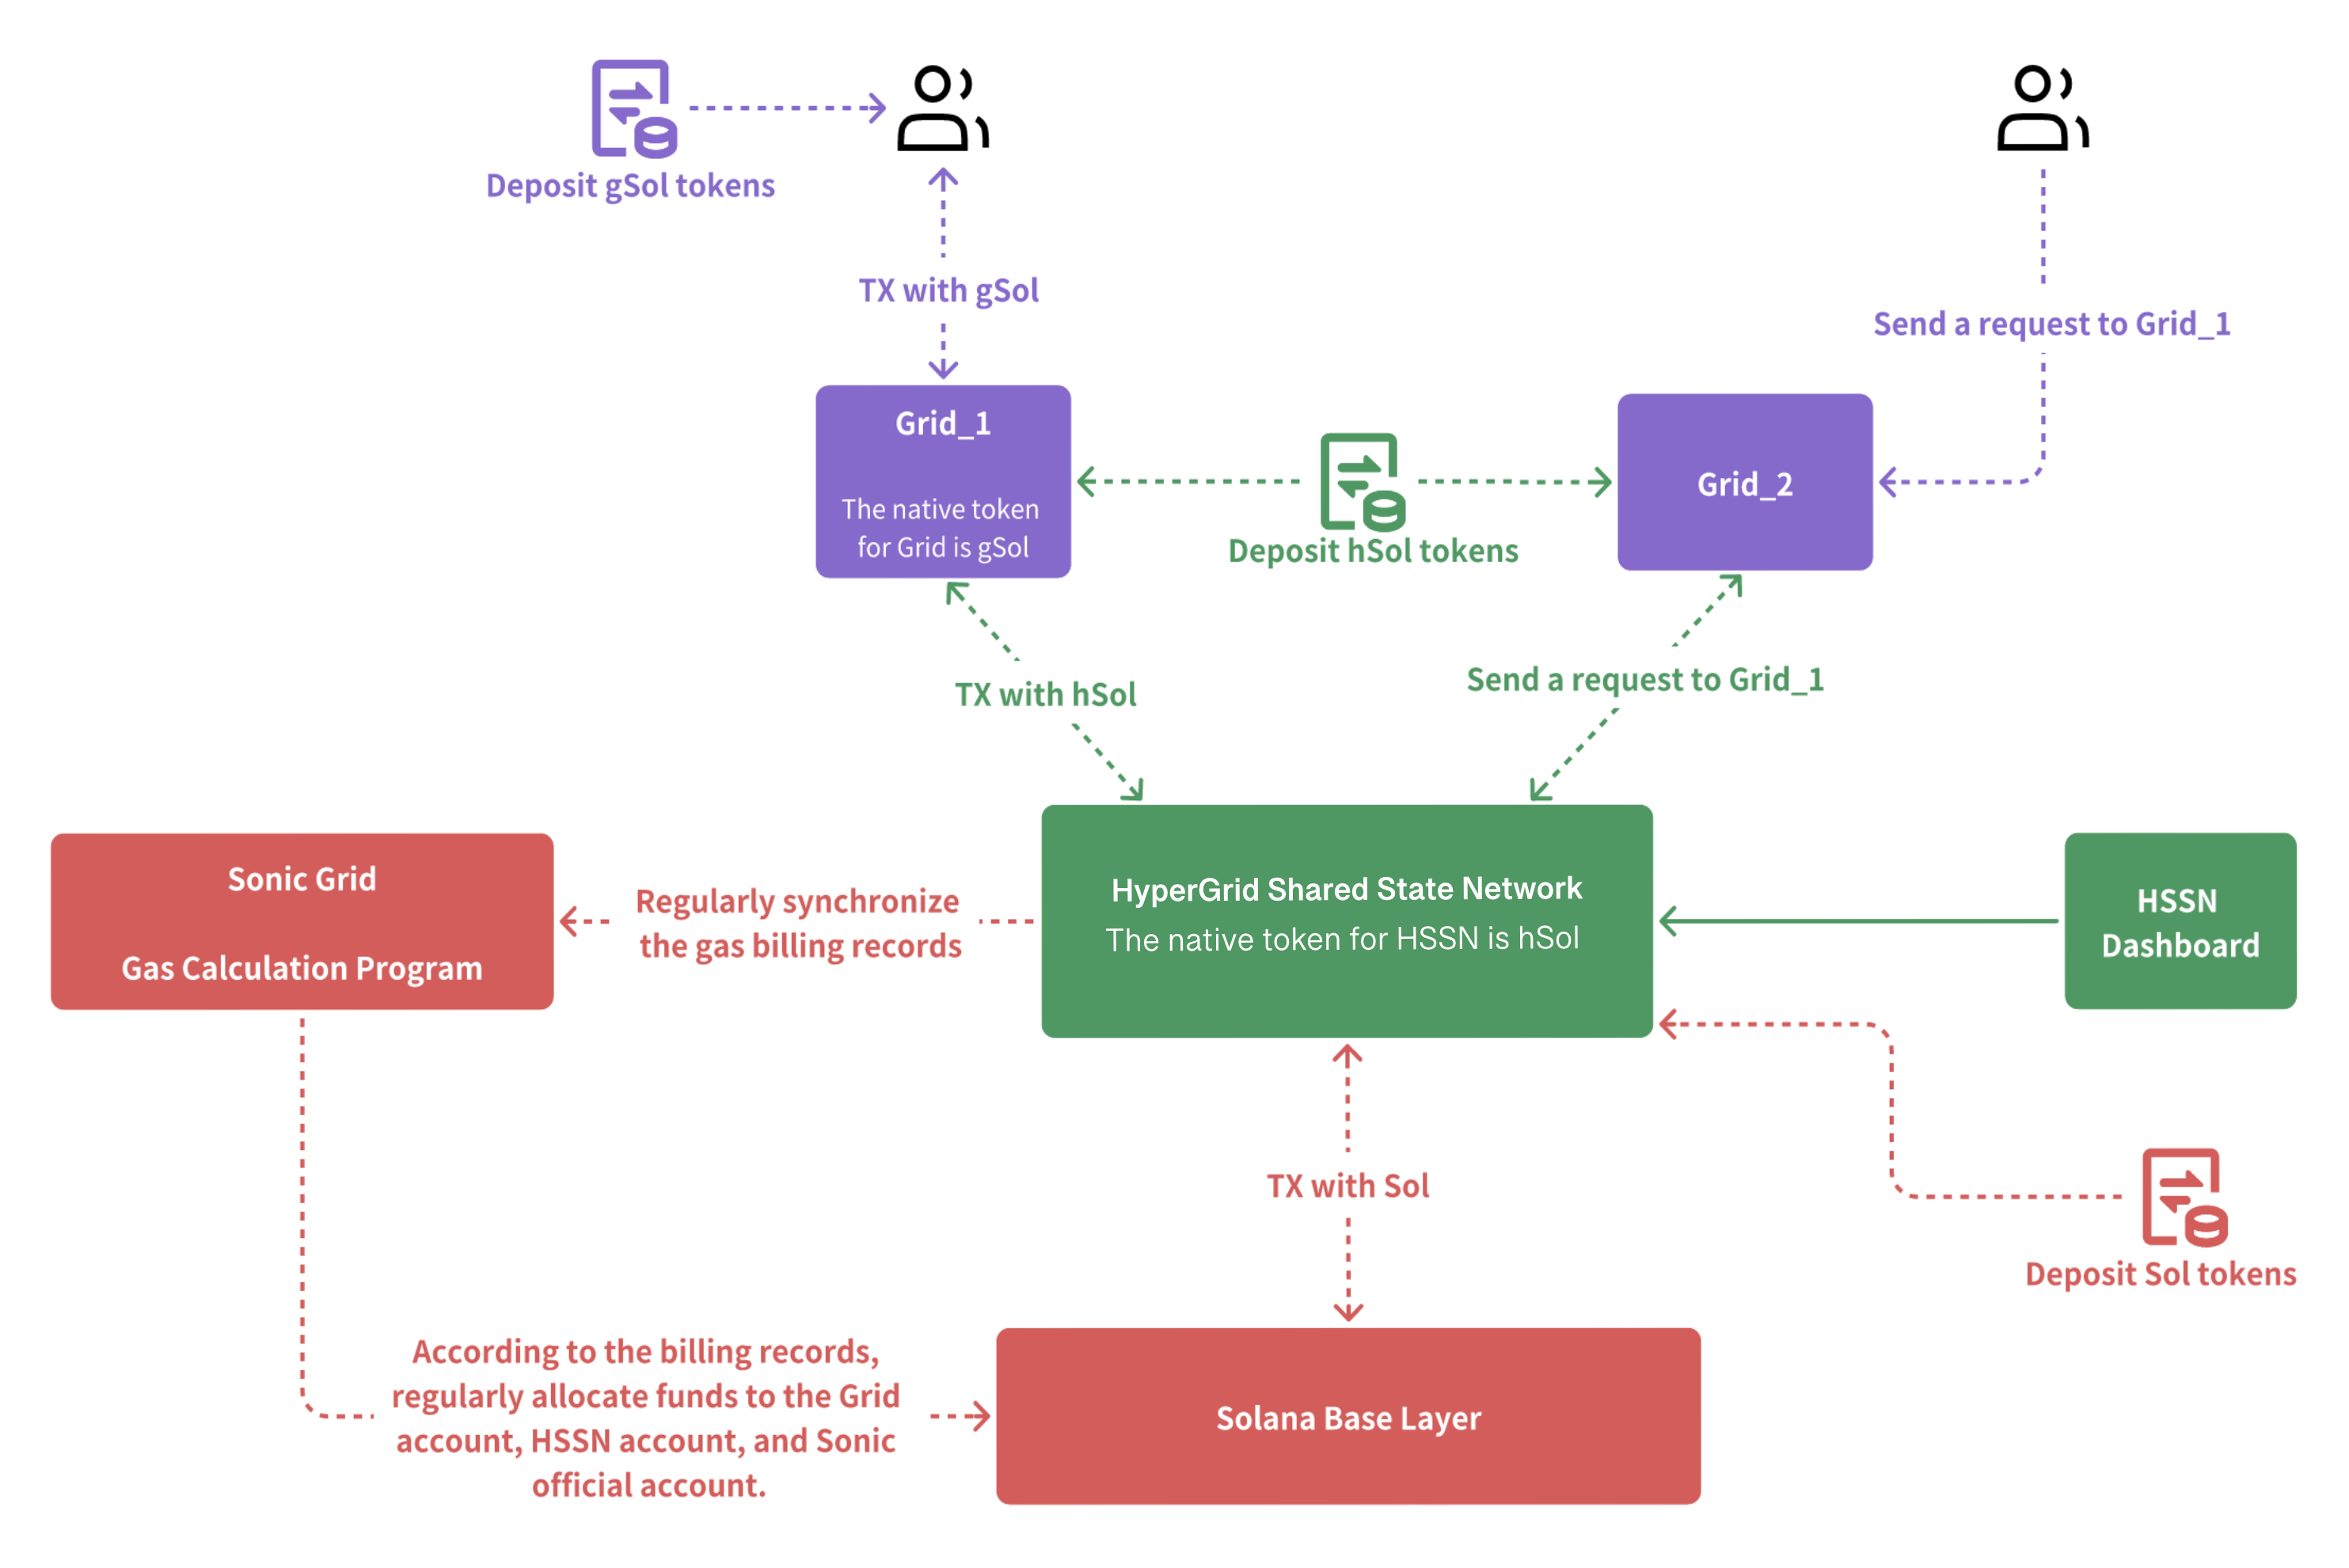 Deposit gSol tokens
TX with gSol
Send a request to Grid_1
Grid_1
The native token
for Grid is gSol
Deposit hSol tokens
Grid_2
TX with hSol
Send a request to Grid_1
Sonic Grid
Gas Calculation Program
Regularly synchronize
the gas billing records
HyperGrid Shared State Network
The native token for HSSN is hSol
HSSN
Dashboard
TX with Sol
Deposit Sol tokens
According to the billing records,
regularly allocate funds to the Grid
account, HSSN account, and Sonic
official account.
Solana Base Layer